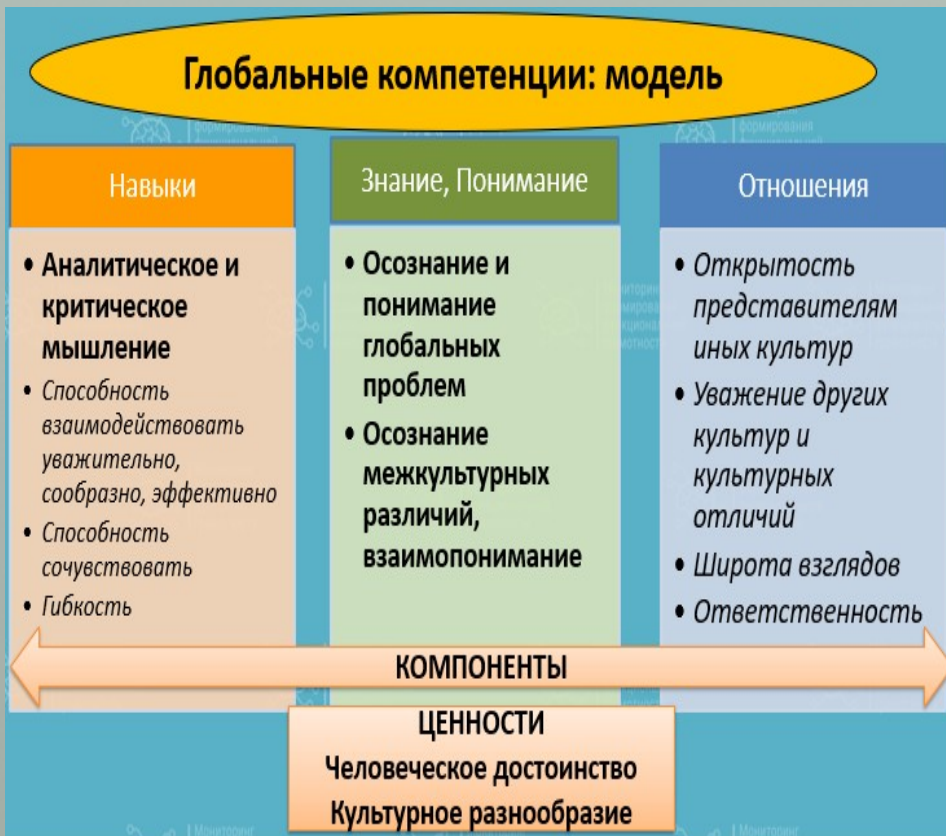 Глобальные компетенции: модель
Навыки
• Аналитическое и
критическое
мышление
• Способность
взаимодействовать
уважительно,
сообразно, эффективно
• Способность
сочувствовать
• Гибкость
Знание, Понимание
• Осознание и
понимание
глобальных
проблем
• Осознание
межкультурных
различий,
взаимопонимание
Отношения
• Открытость
представителям
иных культур
• Уважение других
культур и
культурных
отличий
• Широта взглядов
• Ответственность
КОМПОНЕНТЫ
ЦЕННОСТИ
Человеческое достоинство
Культурное разнообразие